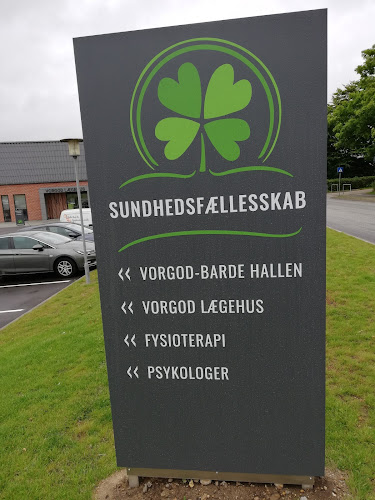 SUNDHEDSFÆLLESSKAB
<< VORGOD-BARDE HALLEN
<< VORGOD LÆGEHUS
<< FYSIOTERAPI
<< PSYKOLOGER